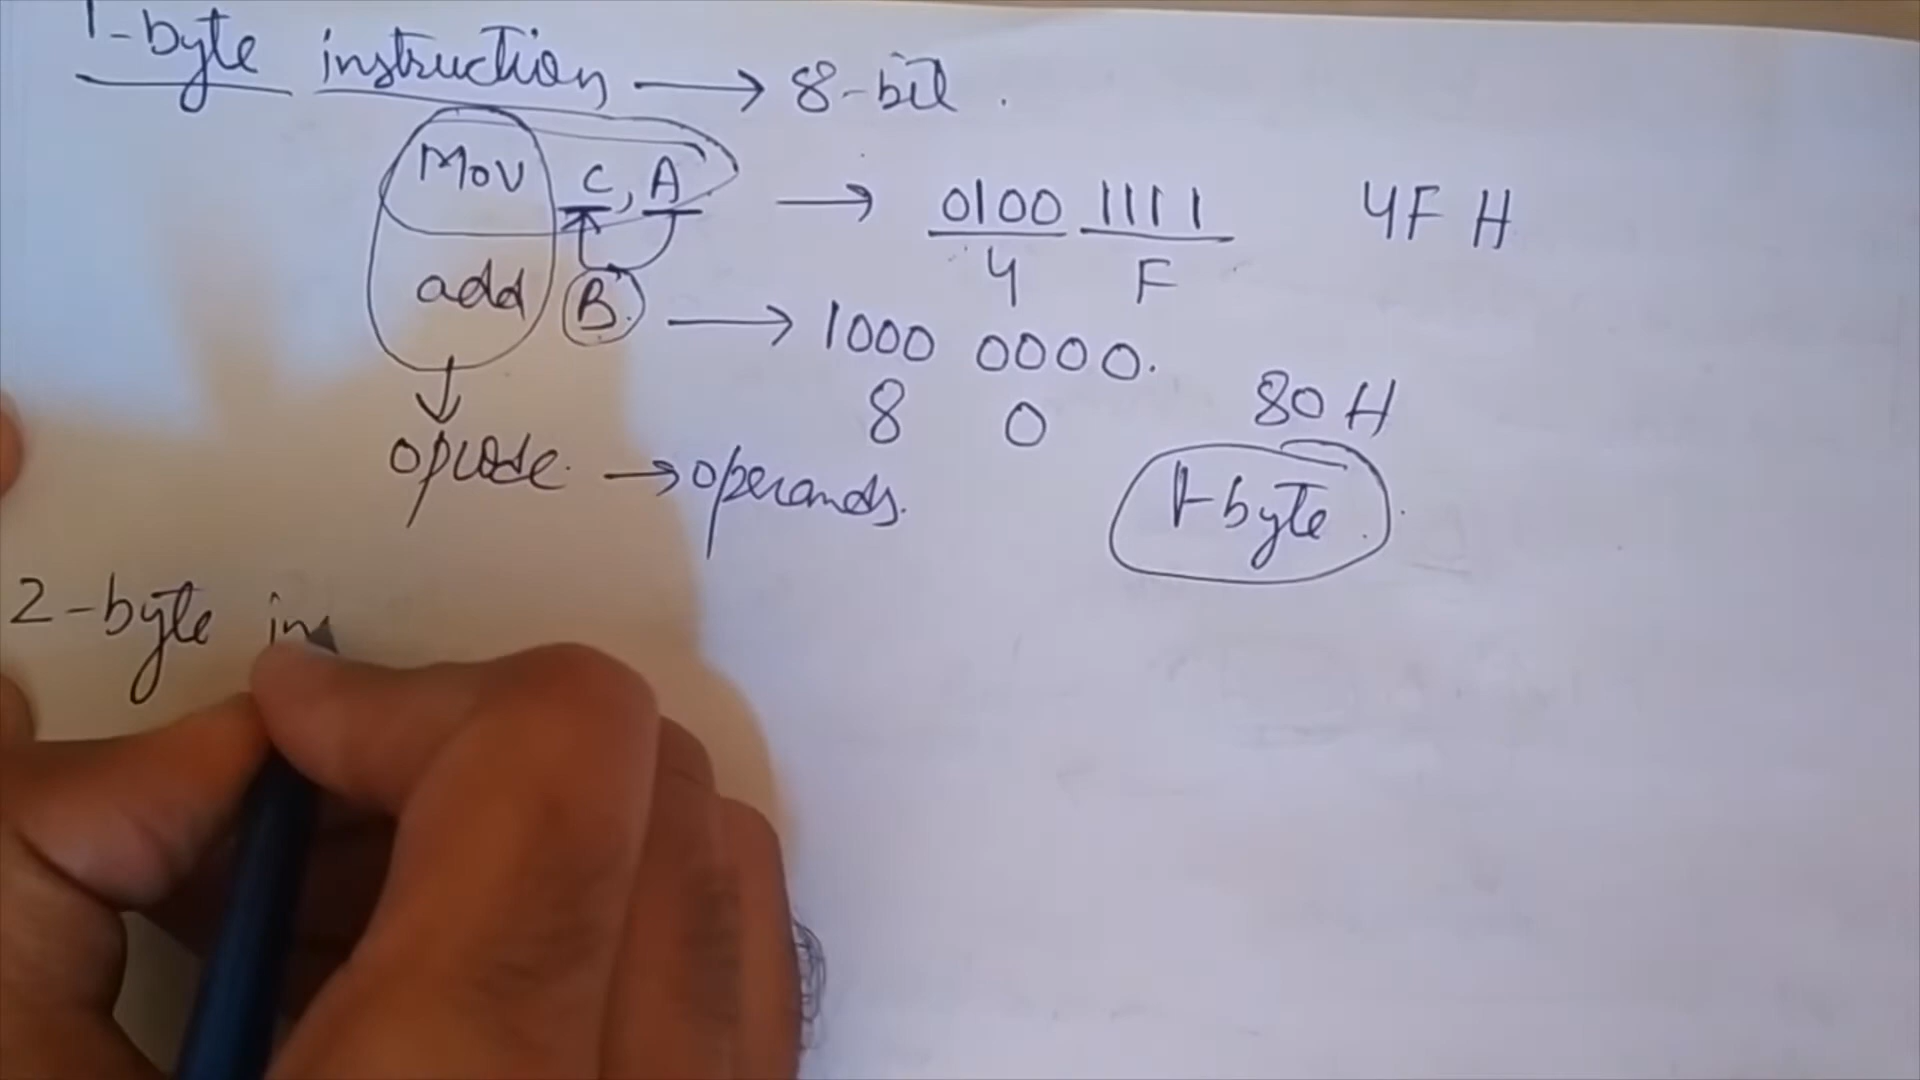 1-byte instruction → 8-bit.
Mov C, A → 0100 1111 4F H
4 F
add B. → 1000 0000.
8 0 80 H
opcode. → operands. 1-byte.
2-byte ins